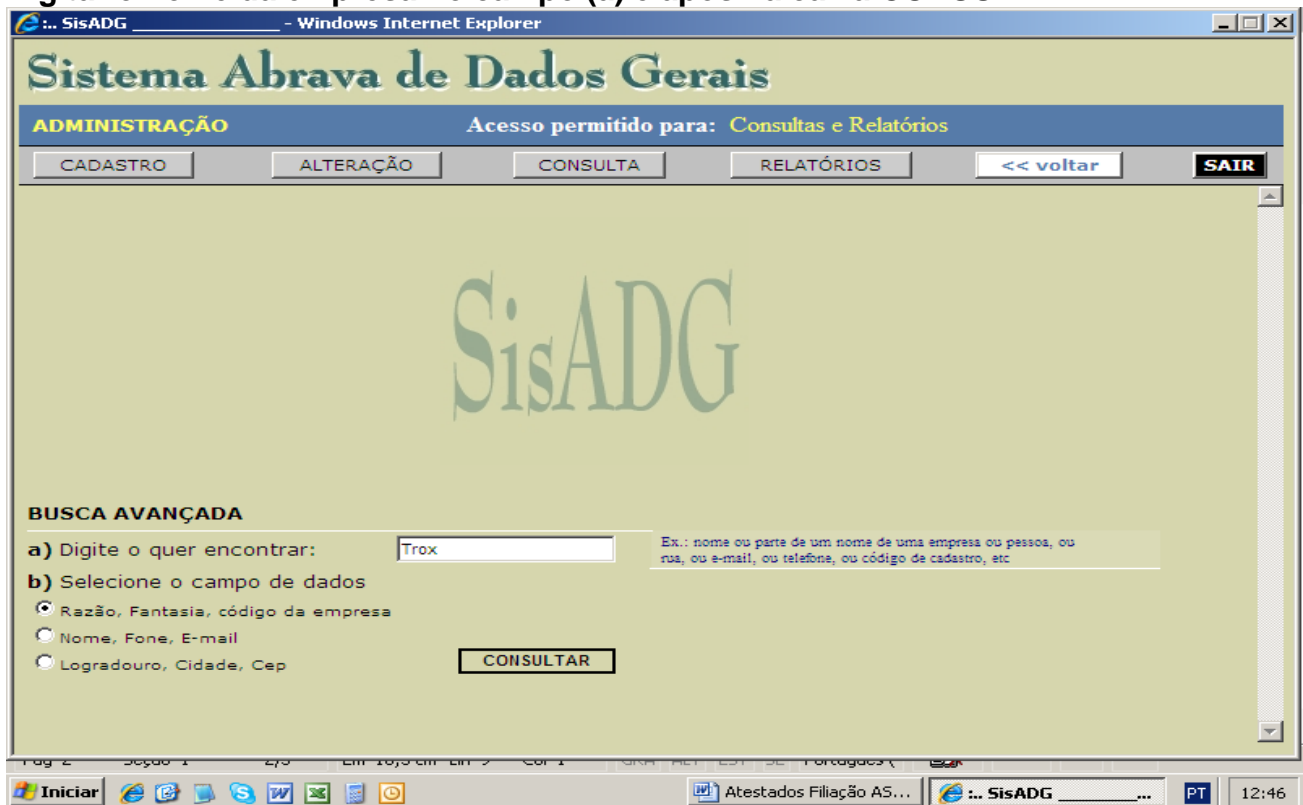 :.. SisADG ______________ - Windows Internet Explorer
Sistema Abrava de Dados Gerais
ADMINISTRAÇÃO Acesso permitido para: Consultas e Relatórios
CADASTRO ALTERAÇÃO CONSULTA RELATÓRIOS << voltar SAIR
SisADG
BUSCA AVANÇADA
a) Digite o quer encontrar: Trox
Ex.: nome ou parte de um nome de uma empresa ou pessoa, ou
rua, ou e-mail, ou telefone, ou código de cadastro, etc
b) Selecione o campo de dados
Razão, Fantasia, código da empresa
Nome, Fone, E-mail
Logradouro, Cidade, Cep CONSULTAR
Iniciar Atestados Filiação AS... :.. SisADG ________... PT 12:46